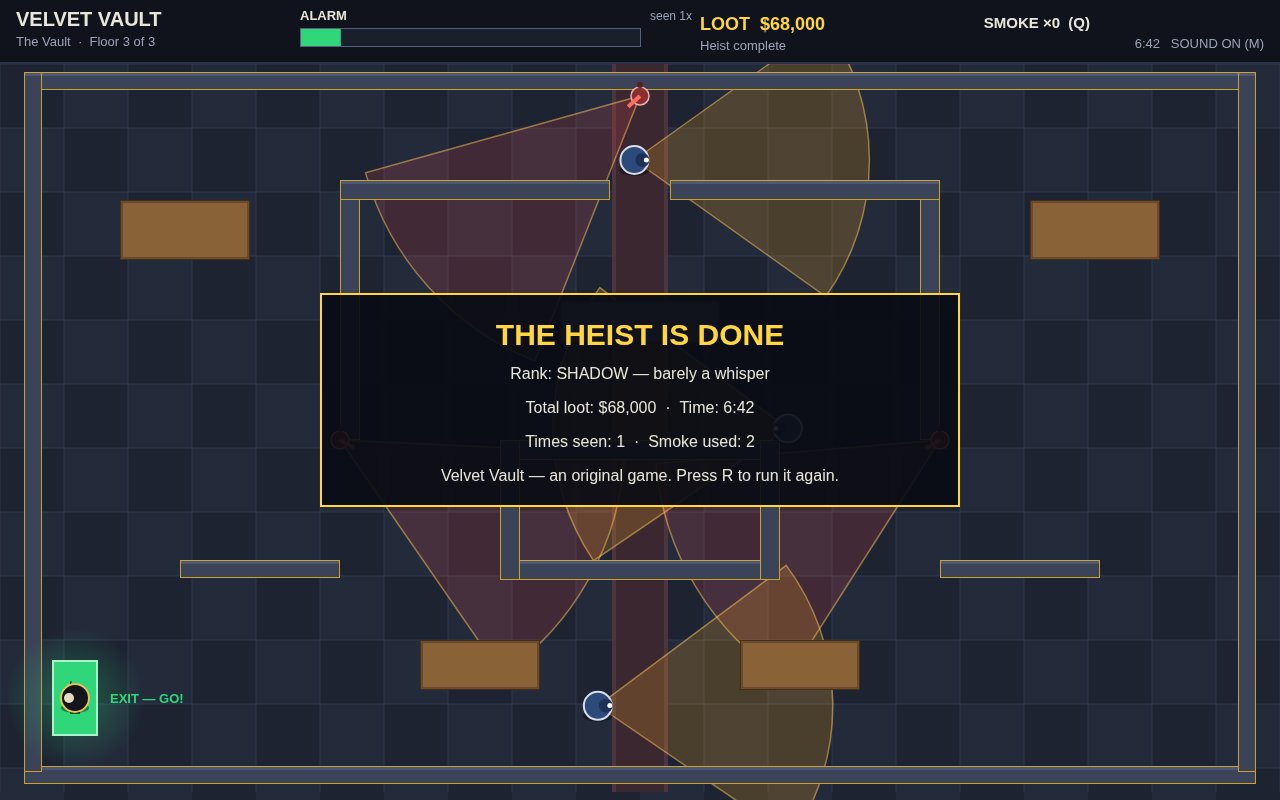 VELVET VAULT
The Vault · Floor 3 of 3
ALARM
seen 1x
LOOT $68,000
Heist complete
SMOKE ×0 (Q)
6:42 SOUND ON (M)
THE HEIST IS DONE
Rank: SHADOW — barely a whisper
Total loot: $68,000 · Time: 6:42
Times seen: 1 · Smoke used: 2
Velvet Vault — an original game. Press R to run it again.
EXIT — GO!